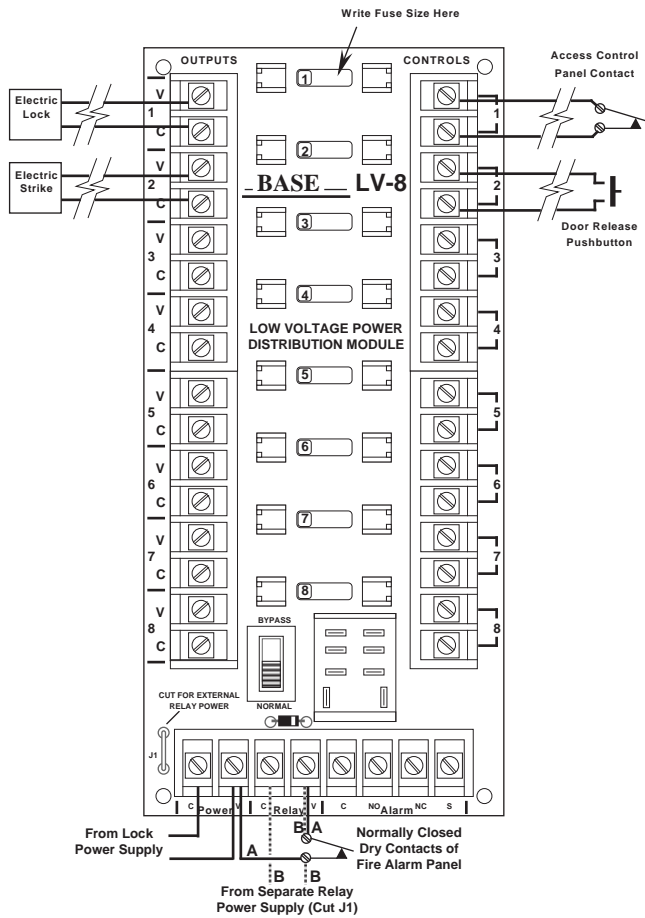 Write Fuse Size Here
OUTPUTS
CONTROLS
Access Control
Panel Contact
Electric
Lock
V
1
C
1
1
Electric
Strike
V
2
C
2
2
BASE
LV-8
Door Release
Pushbutton
V
3
C
3
3
V
4
C
4
4
LOW VOLTAGE POWER
DISTRIBUTION MODULE
V
5
C
5
5
V
6
C
6
6
V
7
C
7
7
V
8
C
8
8
BYPASS
NORMAL
CUT FOR EXTERNAL
RELAY POWER
J1
C Power V
C Relay V
C NO Alarm NC S
From Lock
Power Supply
A
B A
Normally Closed
Dry Contacts of
Fire Alarm Panel
B B
From Separate Relay
Power Supply (Cut J1)